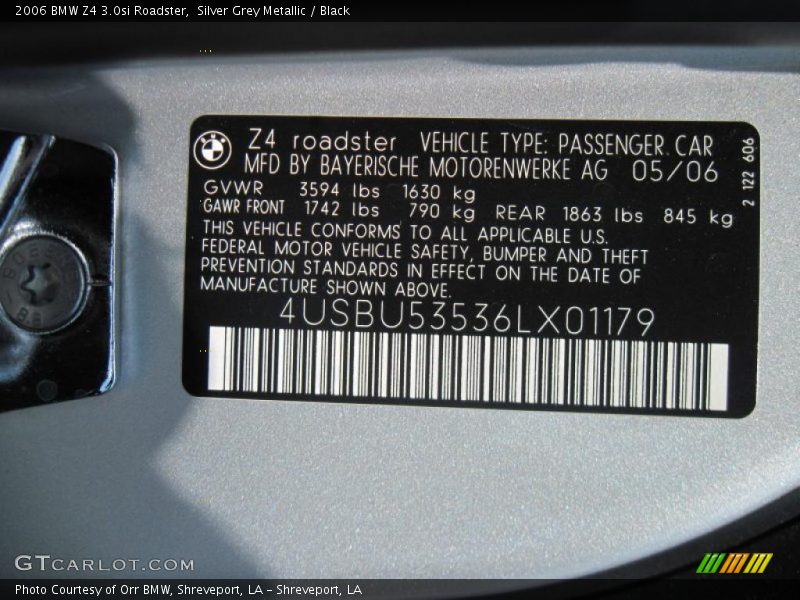 2006 BMW Z4 3.0si Roadster, Silver Grey Metallic / Black
Z4 roadster VEHICLE TYPE: PASSENGER CAR
MFD BY BAYERISCHE MOTORENWERKE AG 05/06
GVWR 3594 lbs 1630 kg
GAWR FRONT 1742 lbs 790 kg REAR 1863 lbs 845 kg
THIS VEHICLE CONFORMS TO ALL APPLICABLE U.S.
FEDERAL MOTOR VEHICLE SAFETY, BUMPER AND THEFT
PREVENTION STANDARDS IN EFFECT ON THE DATE OF
MANUFACTURE SHOWN ABOVE.
4USBU53536LX01179
2 122 606
GTCARLOT.COM
Photo Courtesy of Orr BMW, Shreveport, LA – Shreveport, LA